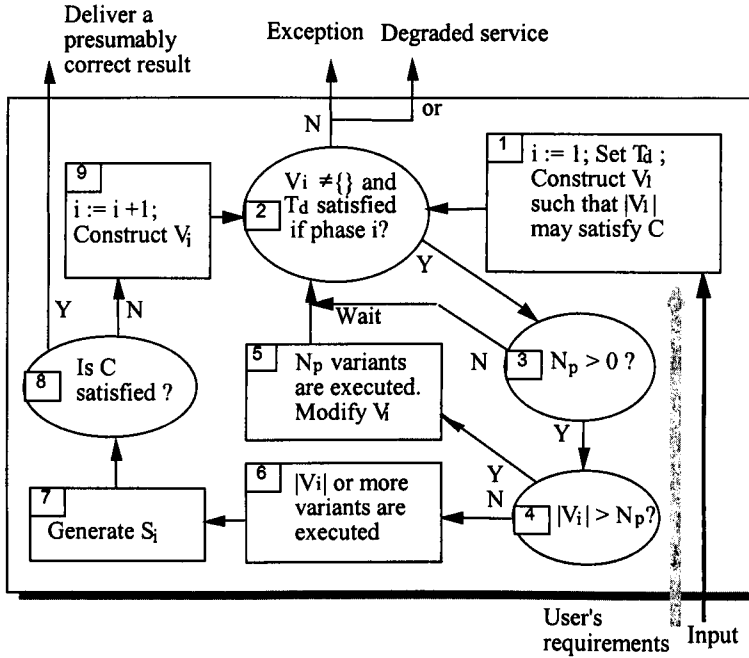 Deliver a
presumably
correct result
Exception
Degraded service
N
or
9
i := i +1;
Construct Vi
2
Vi ≠{} and
Td satisfied
if phase i?
1
i := 1; Set Td ;
Construct V1
such that |V1|
may satisfy C
Y
Y
N
Wait
8
Is C
satisfied ?
5
Np variants
are executed.
Modify Vi
N
3
Np > 0 ?
Y
Y
N
7
Generate Si
6
|Vi| or more
variants are
executed
4
|Vi| > Np?
User's
requirements
Input